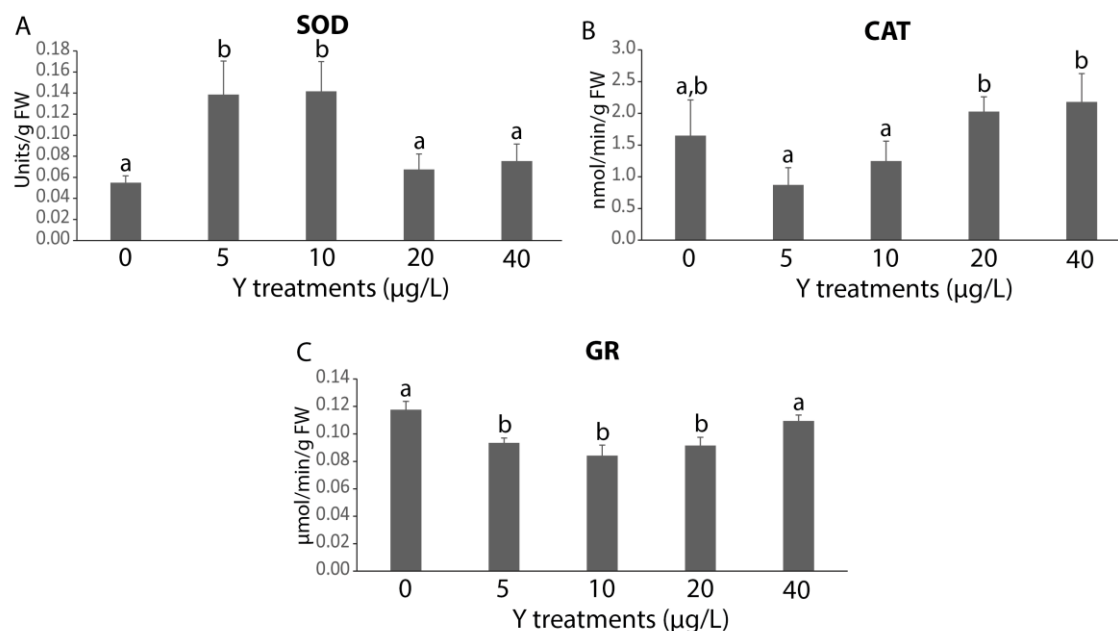 A
SOD
Units/g FW
0.18
0.16
0.14
0.12
0.10
0.08
0.06
0.04
0.02
0.00
a
b
b
a
a
0 5 10 20 40
Y treatments (µg/L)
B
CAT
nmol/min/g FW
3.0
2.5
2.0
1.5
1.0
0.5
0.0
a,b
a
a
b
b
0 5 10 20 40
Y treatments (µg/L)
C
GR
µmol/min/g FW
0.14
0.12
0.10
0.08
0.06
0.04
0.02
0.00
a
b
b
b
a
0 5 10 20 40
Y treatments (µg/L)